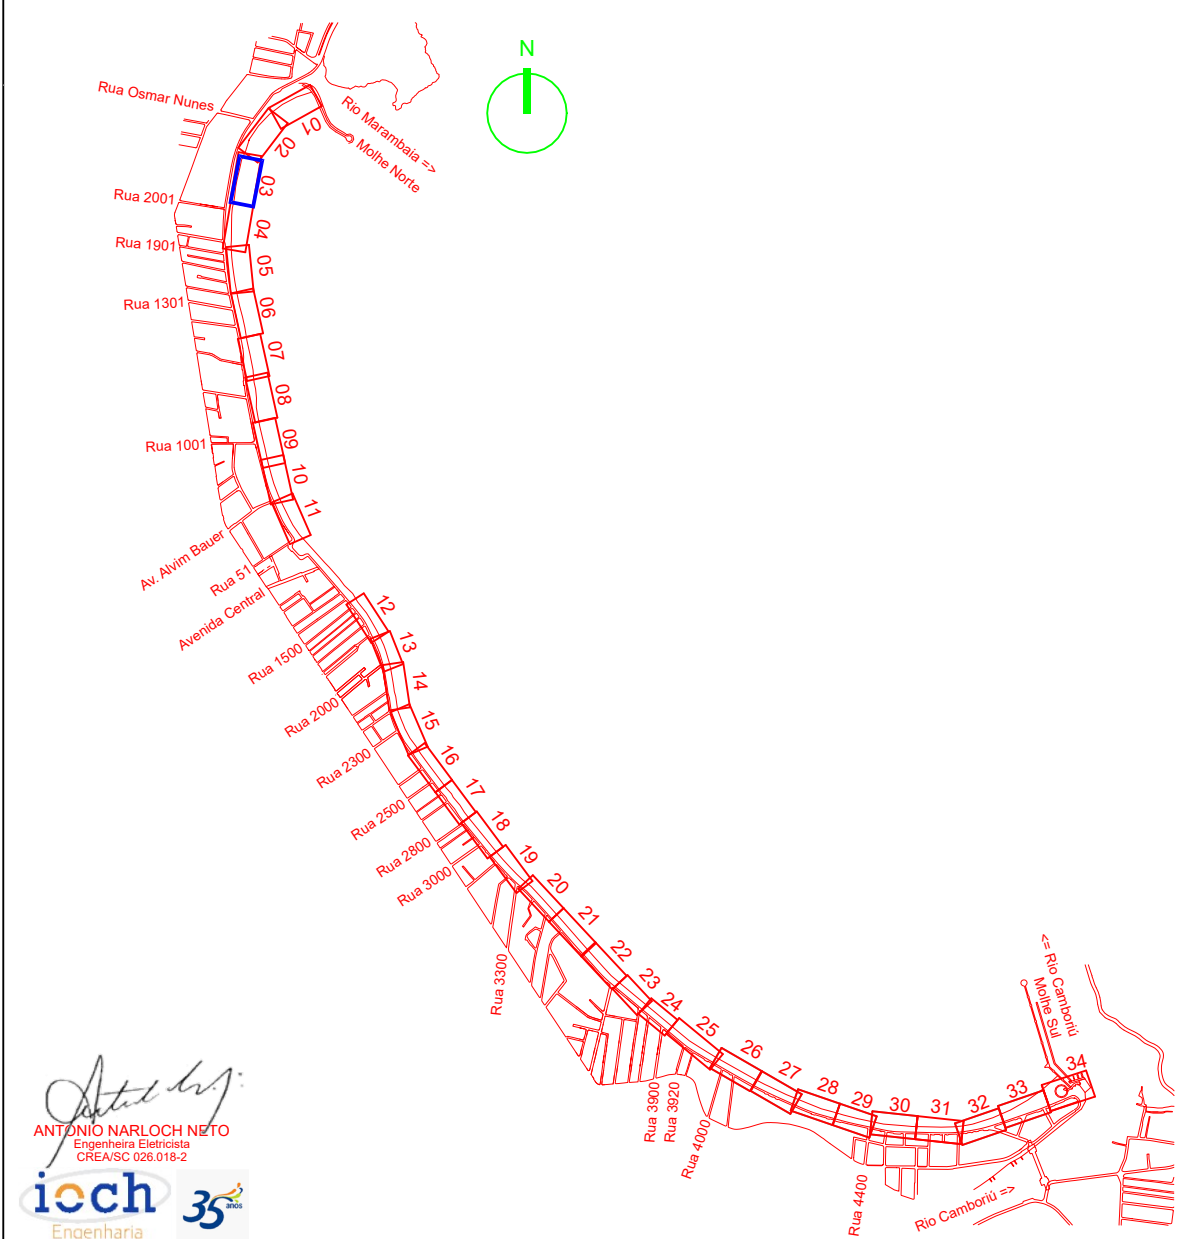 N
Rua Osmar Nunes
Rio Marambaia =>
Molhe Norte
01
02
03
Rua 2001
04
Rua 1901
05
Rua 1301
06
07
08
Rua 1001
09
10
11
Av. Alvim Bauer
Rua 51
Avenida Central
12
Rua 1500
13
14
Rua 2000
15
Rua 2300
16
17
Rua 2500
18
Rua 2800
19
Rua 3000
20
21
22
Rua 3300
23
24
25
<= Rio Camboriú
Molhe Sul
26
27
28
29
30
31
32
33
34
Rua 3900
Rua 3920
Rua 4000
Rua 4400
Rio Camboriú =>
ANTÔNIO NARLOCH NETO
Engenheira Eletricista
CREA/SC 026.018-2
ioch
Engenharia
35
anos